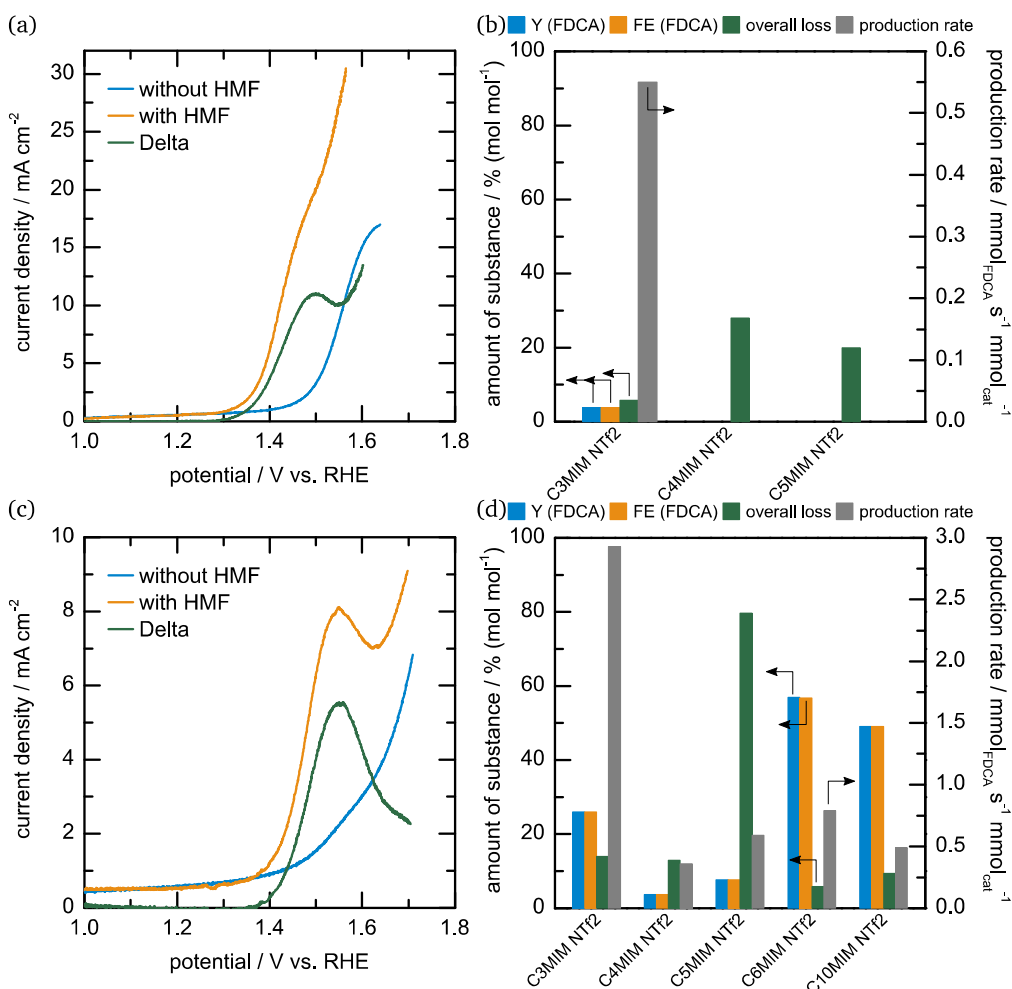 (a)
without HMF
with HMF
Delta
current density / mA cm-2
30
25
20
15
10
5
0
1.0 1.2 1.4 1.6 1.8
potential / V vs. RHE
(b)
Y (FDCA) FE (FDCA) overall loss production rate
amount of substance / % (mol mol-1)
100
80
60
40
20
0
0.6
0.5
0.4
0.3
0.2
0.1
0.0
production rate / mmolFDCA s-1 mmolcat-1
C3MIM NTf2 C4MIM NTf2 C5MIM NTf2
(c)
without HMF
with HMF
Delta
current density / mA cm-2
10
8
6
4
2
0
1.0 1.2 1.4 1.6 1.8
potential / V vs. RHE
(d)
Y (FDCA) FE (FDCA) overall loss production rate
amount of substance / % (mol mol-1)
100
80
60
40
20
0
3.0
2.5
2.0
1.5
1.0
0.5
0.0
production rate / mmolFDCA s-1 mmolcat-1
C3MIM NTf2 C4MIM NTf2 C5MIM NTf2 C6MIM NTf2 C10MIM NTf2